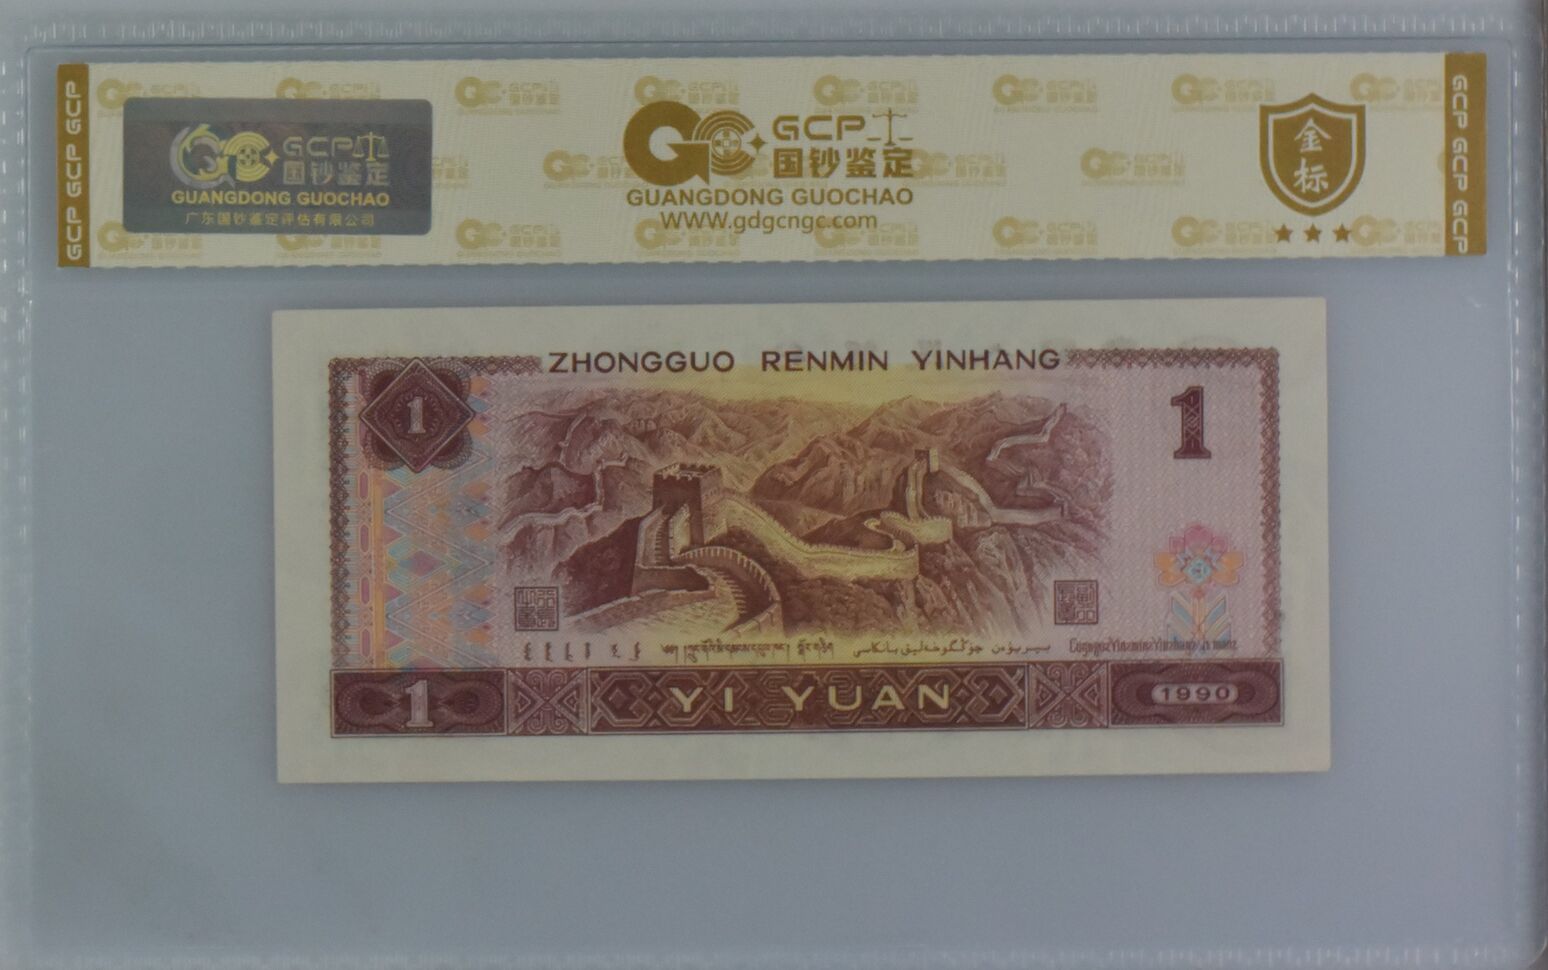 GCP GCP GCP
GCP
国钞鉴定
GUANGDONG GUOCHAO
广东国钞鉴定评估有限公司
GCP
国钞鉴定
GUANGDONG GUOCHAO
WWW.gdgcngc.com
金标
GCP GCP GCP
ZHONGGUO RENMIN YINHANG
1
1
1
YI YUAN
1990